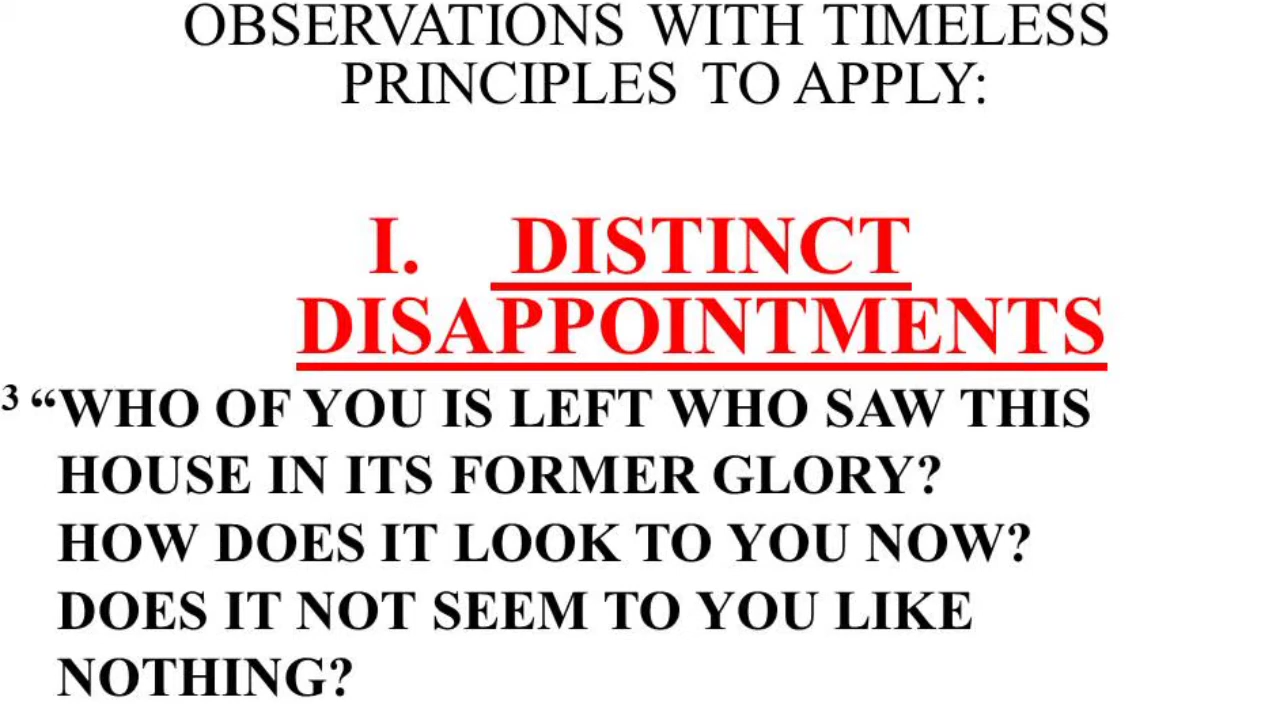 OBSERVATIONS WITH TIMELESS
PRINCIPLES TO APPLY:
I. DISTINCT
DISAPPOINTMENTS
3 “WHO OF YOU IS LEFT WHO SAW THIS
HOUSE IN ITS FORMER GLORY?
HOW DOES IT LOOK TO YOU NOW?
DOES IT NOT SEEM TO YOU LIKE
NOTHING?